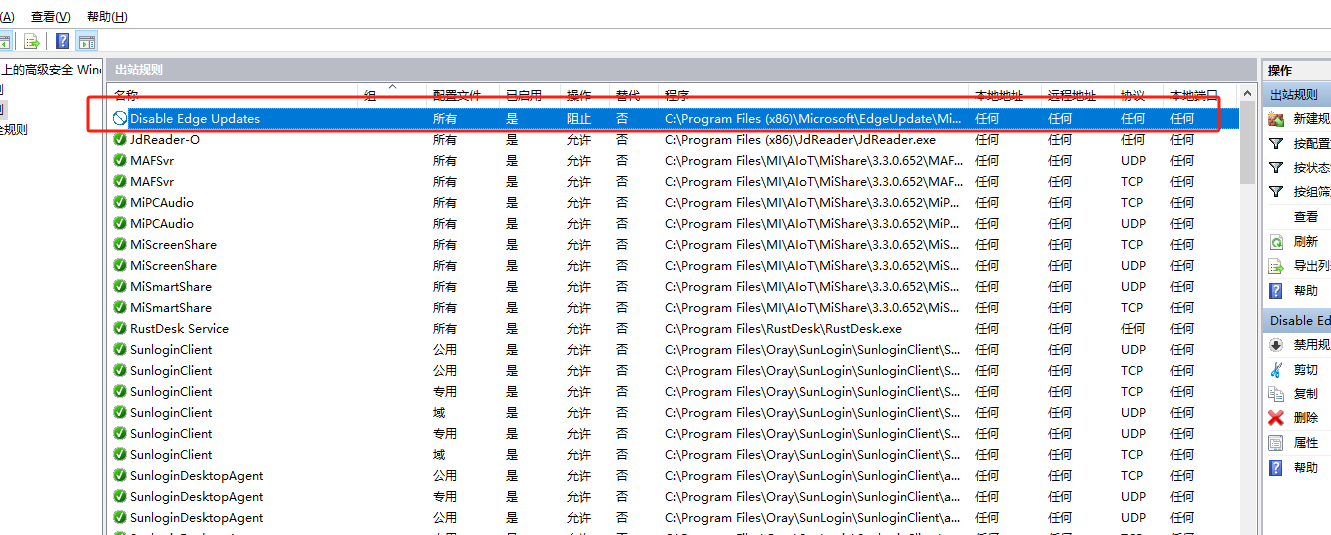 (A) 查看(V) 帮助(H)
上的高级安全 Win
则
则
全规则
出站规则
名称 组 配置文件 已启用 操作 替代 程序 本地地址 远程地址 协议 本地端口
Disable Edge Updates 所有 是 阻止 否 C:\Program Files (x86)\Microsoft\EdgeUpdate\Mi... 任何 任何 任何 任何
JdReader-O 所有 是 允许 否 C:\Program Files (x86)\JdReader\JdReader.exe 任何 任何 任何 任何
MAFSvr 所有 是 允许 否 C:\Program Files\MI\AIoT\MiShare\3.3.0.652\MAF... 任何 任何 UDP 任何
MAFSvr 所有 是 允许 否 C:\Program Files\MI\AIoT\MiShare\3.3.0.652\MAF... 任何 任何 TCP 任何
MiPCAudio 所有 是 允许 否 C:\Program Files\MI\AIoT\MiShare\3.3.0.652\MiP... 任何 任何 TCP 任何
MiPCAudio 所有 是 允许 否 C:\Program Files\MI\AIoT\MiShare\3.3.0.652\MiP... 任何 任何 UDP 任何
MiScreenShare 所有 是 允许 否 C:\Program Files\MI\AIoT\MiShare\3.3.0.652\MiS... 任何 任何 TCP 任何
MiScreenShare 所有 是 允许 否 C:\Program Files\MI\AIoT\MiShare\3.3.0.652\MiS... 任何 任何 UDP 任何
MiSmartShare 所有 是 允许 否 C:\Program Files\MI\AIoT\MiShare\3.3.0.652\MiS... 任何 任何 UDP 任何
MiSmartShare 所有 是 允许 否 C:\Program Files\MI\AIoT\MiShare\3.3.0.652\MiS... 任何 任何 TCP 任何
RustDesk Service 所有 是 允许 否 C:\Program Files\RustDesk\RustDesk.exe 任何 任何 任何 任何
SunloginClient 公用 是 允许 否 C:\Program Files\Oray\SunLogin\SunloginClient\S... 任何 任何 UDP 任何
SunloginClient 公用 是 允许 否 C:\Program Files\Oray\SunLogin\SunloginClient\S... 任何 任何 TCP 任何
SunloginClient 专用 是 允许 否 C:\Program Files\Oray\SunLogin\SunloginClient\S... 任何 任何 TCP 任何
SunloginClient 域 是 允许 否 C:\Program Files\Oray\SunLogin\SunloginClient\S... 任何 任何 UDP 任何
SunloginClient 专用 是 允许 否 C:\Program Files\Oray\SunLogin\SunloginClient\S... 任何 任何 UDP 任何
SunloginClient 域 是 允许 否 C:\Program Files\Oray\SunLogin\SunloginClient\S... 任何 任何 TCP 任何
SunloginDesktopAgent 公用 是 允许 否 C:\Program Files\Oray\SunLogin\SunloginClient\a... 任何 任何 TCP 任何
SunloginDesktopAgent 专用 是 允许 否 C:\Program Files\Oray\SunLogin\SunloginClient\a... 任何 任何 UDP 任何
SunloginDesktopAgent 公用 是 允许 否 C:\Program Files\Oray\SunLogin\SunloginClient\a... 任何 任何 UDP 任何
操作
出站规则
新建规
按配置
按状态
按组筛
查看
刷新
导出列
帮助
Disable Ed
禁用规
剪切
复制
删除
属性
帮助